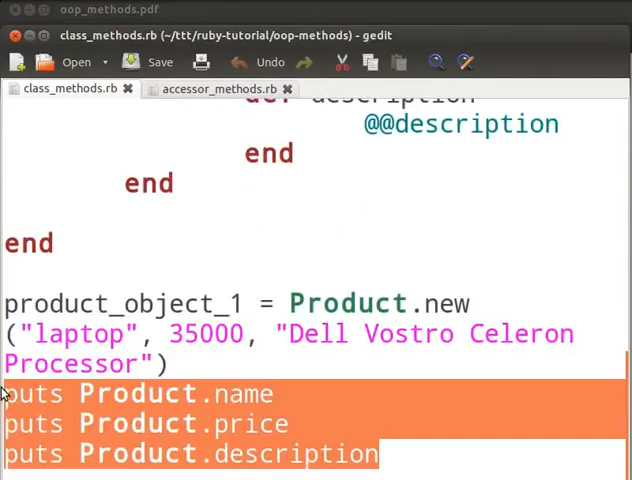 oop_methods.pdf
class_methods.rb (~/ttt/ruby-tutorial/oop-methods) - gedit
Open Save Undo
class_methods.rb accessor_methods.rb
def description
@@description
end
end
end
product_object_1 = Product.new
("laptop", 35000, "Dell Vostro Celeron
Processor")
puts Product.name
puts Product.price
puts Product.description